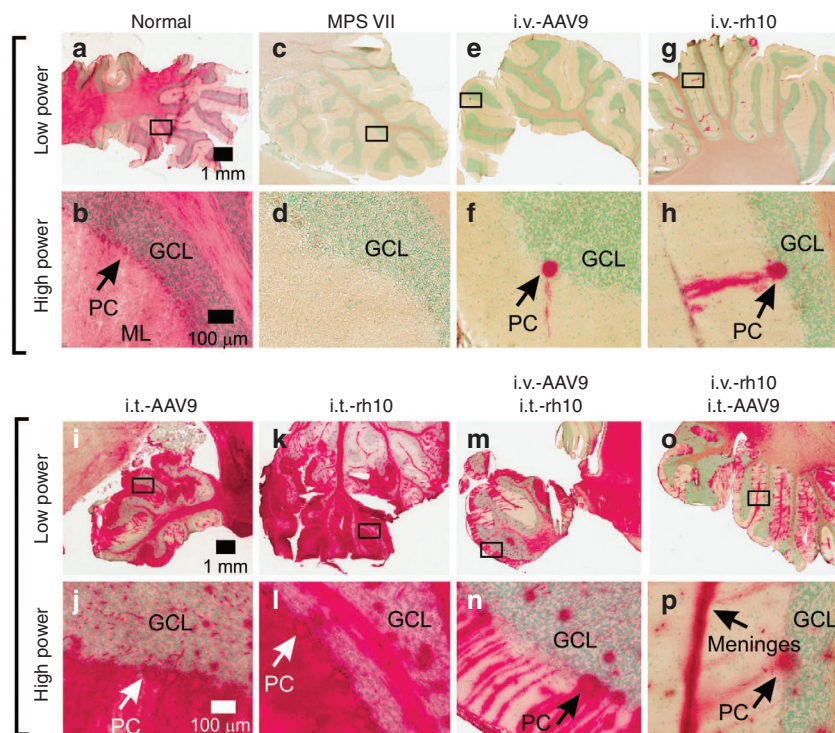 Normal
MPS VII
i.v.-AAV9
i.v.-rh10
Low power
a
c
e
g
1 mm
High power
b
d
f
h
GCL
GCL
GCL
GCL
PC
PC
PC
ML
100 μm
i.t.-AAV9
i.t.-rh10
i.v.-AAV9
i.t.-rh10
i.v.-rh10
i.t.-AAV9
Low power
i
k
m
o
1 mm
High power
j
l
n
p
GCL
GCL
GCL
GCL
Meninges
PC
PC
PC
PC
100 μm